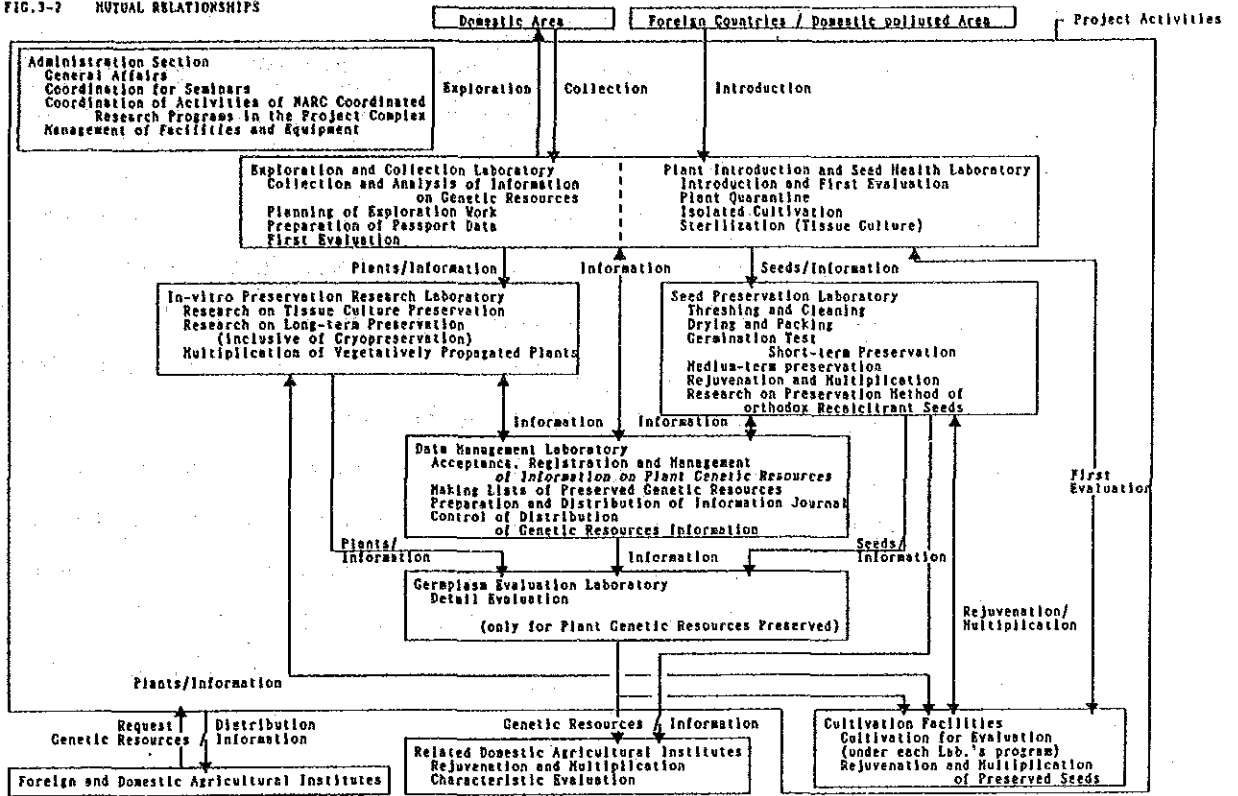 FIG.3-2 MUTUAL RELATIONSHIPS
Domestic Area
Foreign Countries / Domestic polluted Area
Project Activities
Administration Section
General Affairs
Coordination for Seminars
Coordination of Activities of NARC Coordinated
Research Programs in the Project Complex
Management of Facilities and Equipment
Exploration
Collection
Introduction
Exploration and Collection Laboratory
Collection and Analysis of Information
on Genetic Resources
Planning of Exploration Work
Preparation of Passport Data
First Evaluation
Plant Introduction and Seed Health Laboratory
Introduction and First Evaluation
Plant Quarantine
Isolated Cultivation
Sterilization (Tissue Culture)
Plants/Information
Information
Seeds/Information
In-vitro Preservation Research Laboratory
Research on Tissue Culture Preservation
Research on Long-term Preservation
(inclusive of Cryopreservation)
Multiplication of Vegetatively Propagated Plants
Seed Preservation Laboratory
Threshing and Cleaning
Drying and Packing
Germination Test
Short-term Preservation
Medium-term preservation
Rejuvenation and Multiplication
Research on Preservation Method of
orthodox Recalcitrant Seeds
Information
Information
Data Management Laboratory
Acceptance, Registration and Management
of Information on Plant Genetic Resources
Making Lists of Preserved Genetic Resources
Preparation and Distribution of Information Journal
Control of Distribution
of Genetic Resources Information
First
Evaluation
Plants/
Information
Information
Seeds/
Information
Germplasm Evaluation Laboratory
Detail Evaluation
(only for Plant Genetic Resources Preserved)
Rejuvenation/
Multiplication
Plants/Information
Request
Distribution
Genetic Resources / Information
Genetic Resources / Information
Foreign and Domestic Agricultural Institutes
Related Domestic Agricultural Institutes
Rejuvenation and Multiplication
Characteristic Evaluation
Cultivation Facilities
Cultivation for Evaluation
(under each Lab.'s program)
Rejuvenation and Multiplication
of Preserved Seeds